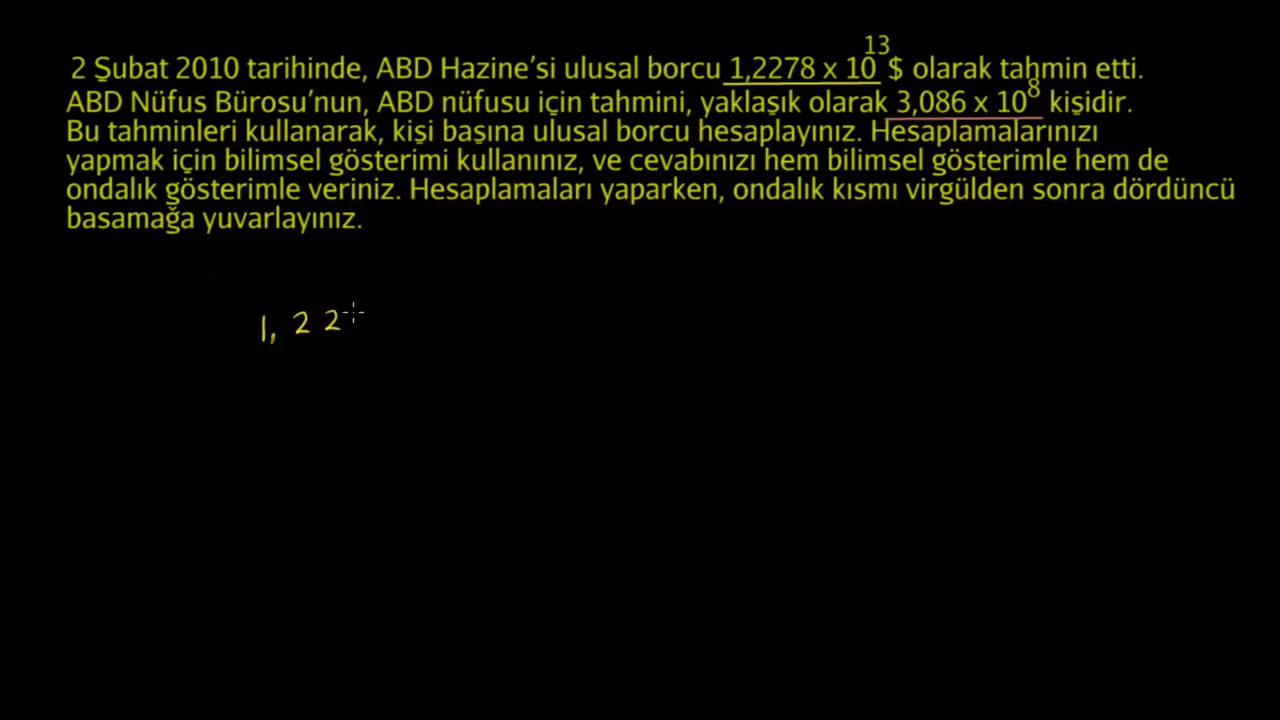 2 Şubat 2010 tarihinde, ABD Hazine’si ulusal borcu 1,2278 x 10¹³ $ olarak tahmin etti.
ABD Nüfus Bürosu’nun, ABD nüfusu için tahmini, yaklaşık olarak 3,086 x 10⁸ kişidir.
Bu tahminleri kullanarak, kişi başına ulusal borcu hesaplayınız. Hesaplamalarınızı
yapmak için bilimsel gösterimi kullanınız, ve cevabınızı hem bilimsel gösterimle hem de
ondalık gösterimle veriniz. Hesaplamaları yaparken, ondalık kısmı virgülden sonra dördüncü
basamağa yuvarlayınız.
1, 2 2